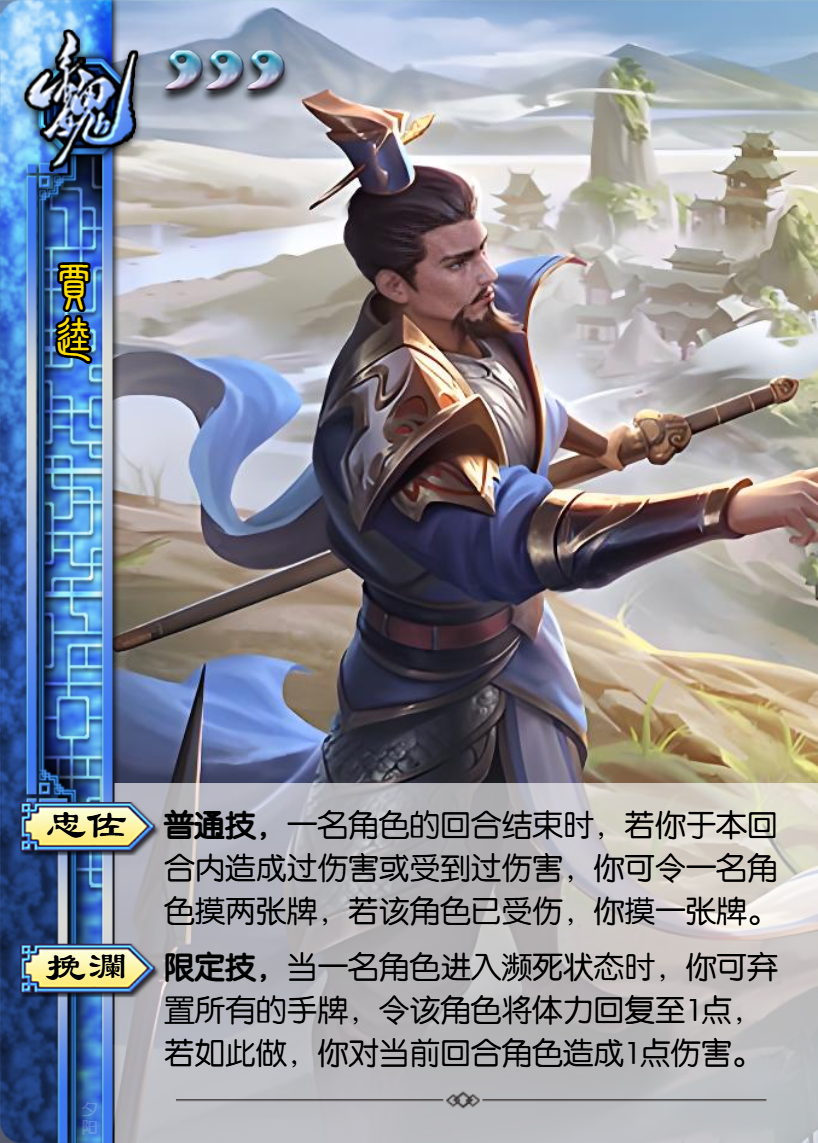 魏
賈逵
忠佐
普通技，一名角色的回合结束时，若你于本回
合内造成过伤害或受到过伤害，你可令一名角
色摸两张牌，若该角色已受伤，你摸一张牌。
挽瀾
限定技，当一名角色进入濒死状态时，你可弃
置所有的手牌，令该角色将体力回复至1点，
若如此做，你对当前回合角色造成1点伤害。
夕阳